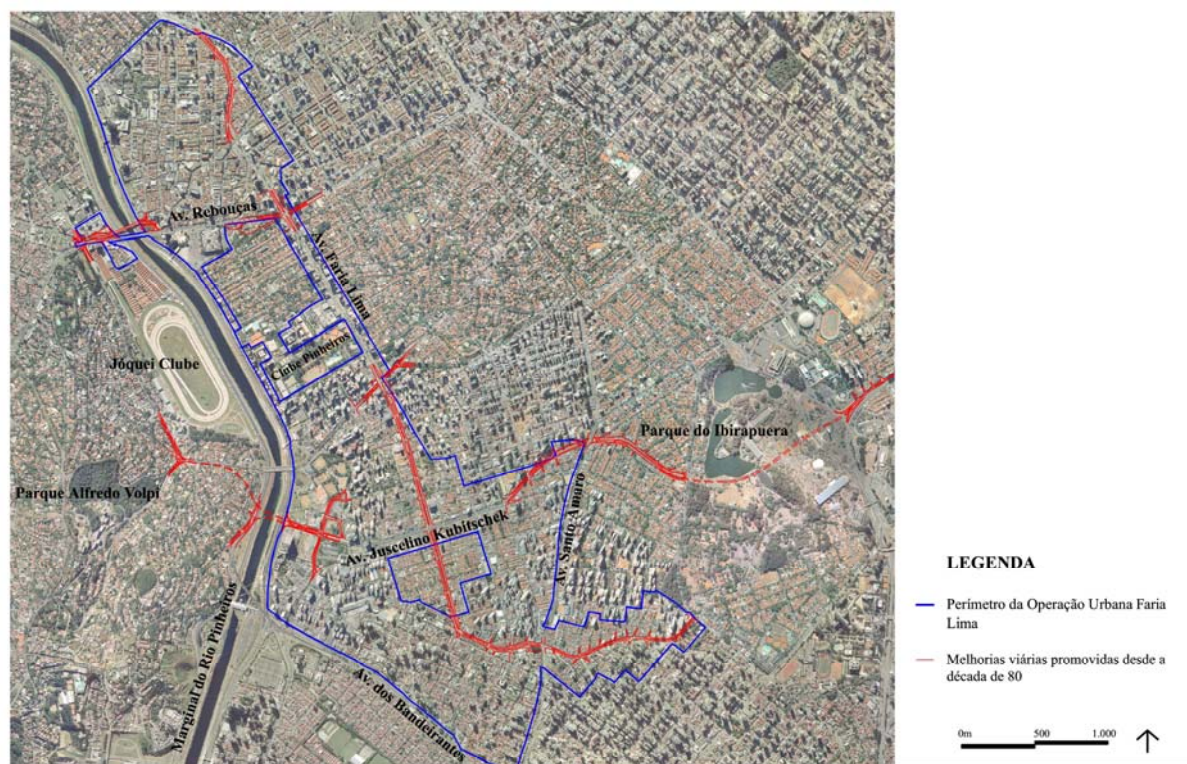 Av. Rebouças
Av. Faria Lima
Clube Pinheiros
Jóquei Clube
Parque do Ibirapuera
Parque Alfredo Volpi
Av. Santo Amaro
Av. Juscelino Kubitschek
Marginal do Rio Pinheiros
Av. dos Bandeirantes
LEGENDA
Perímetro da Operação Urbana Faria
Lima
Melhorias viárias promovidas desde a
década de 80
0m 500 1.000